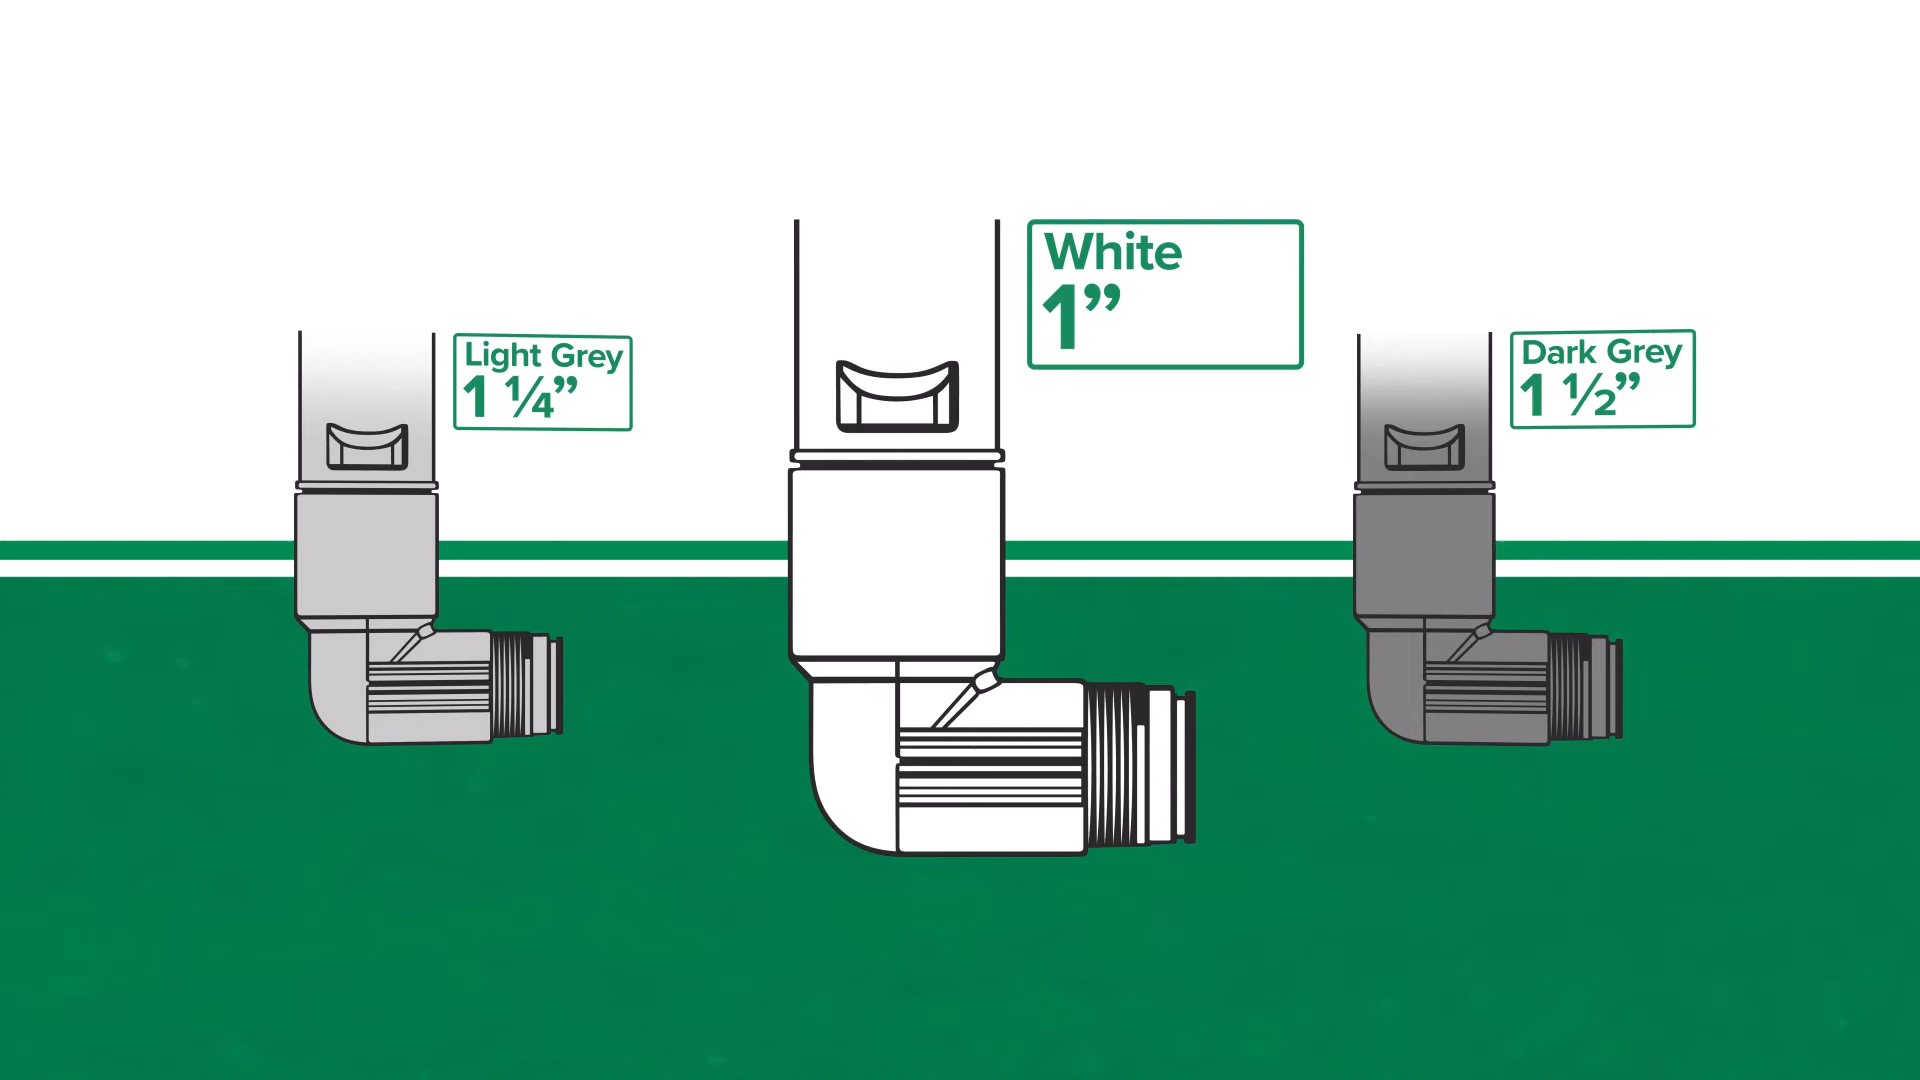 Light Grey
1 ¼”
White
1”
Dark Grey
1 ½”